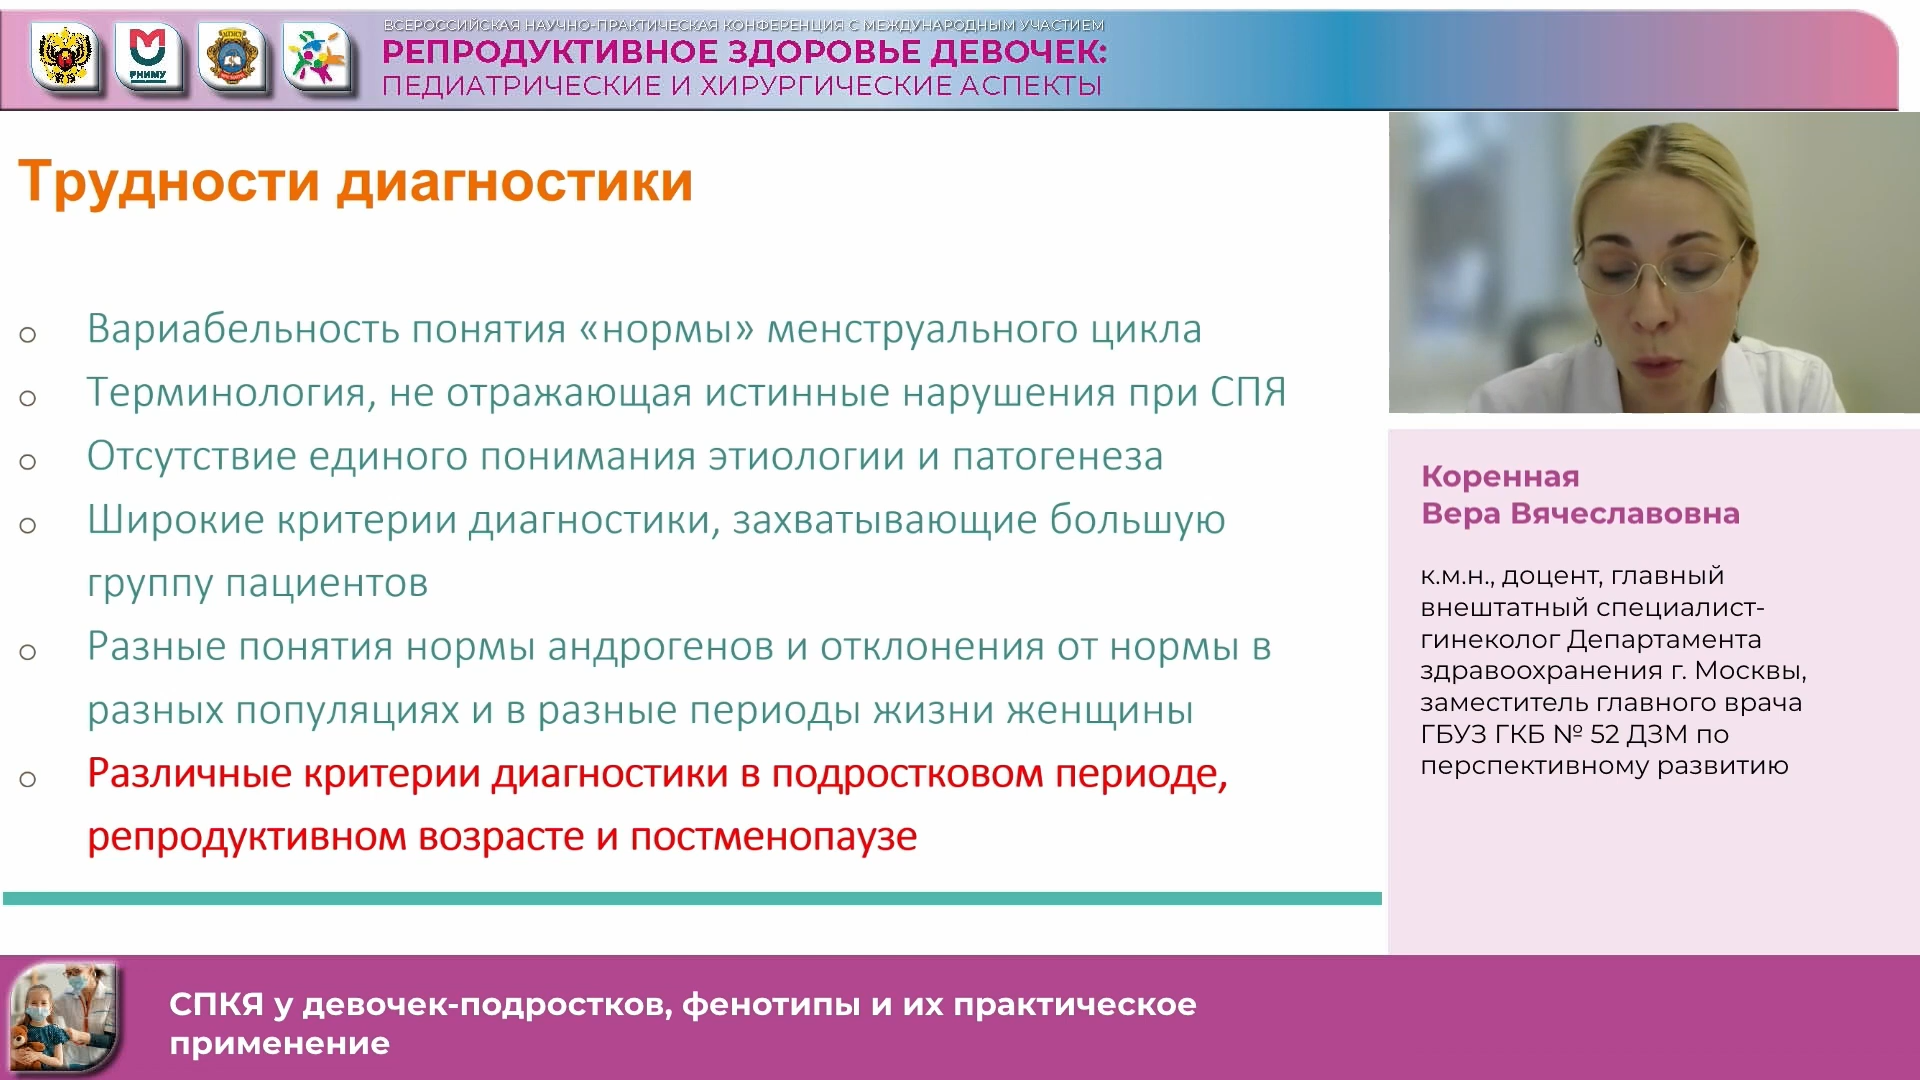 ВСЕРОССИЙСКАЯ НАУЧНО-ПРАКТИЧЕСКАЯ КОНФЕРЕНЦИЯ С МЕЖДУНАРОДНЫМ УЧАСТИЕМ
РЕПРОДУКТИВНОЕ ЗДОРОВЬЕ ДЕВОЧЕК:
ПЕДИАТРИЧЕСКИЕ И ХИРУРГИЧЕСКИЕ АСПЕКТЫ
РНИМУ
Трудности диагностики
Вариабельность понятия «нормы» менструального цикла
Терминология, не отражающая истинные нарушения при СПЯ
Отсутствие единого понимания этиологии и патогенеза
Широкие критерии диагностики, захватывающие большую
группу пациентов
Разные понятия нормы андрогенов и отклонения от нормы в
разных популяциях и в разные периоды жизни женщины
Различные критерии диагностики в подростковом периоде,
репродуктивном возрасте и постменопаузе
Коренная
Вера Вячеславовна
к.м.н., доцент, главный
внештатный специалист-
гинеколог Департамента
здравоохранения г. Москвы,
заместитель главного врача
ГБУЗ ГКБ № 52 ДЗМ по
перспективному развитию
СПКЯ у девочек-подростков, фенотипы и их практическое
применение